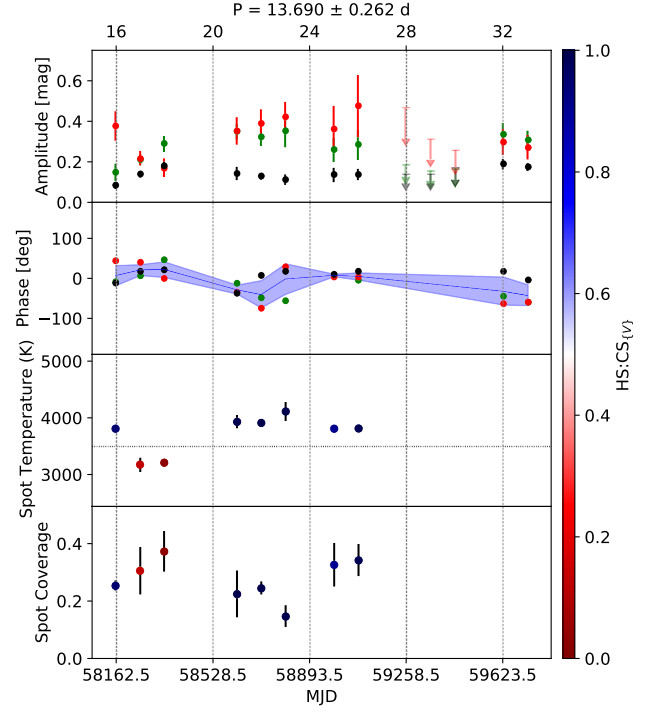 P = 13.690 ± 0.262 d
16 20 24 28 32
Amplitude [mag]
0.6
0.4
0.2
0.0
Phase [deg]
100
0
−100
Spot Temperature (K)
5000
4000
3000
Spot Coverage
0.4
0.2
0.0
58162.5 58528.5 58893.5 59258.5 59623.5
MJD
1.0
0.8
0.6
0.4
0.2
0.0
HS:CS{V}